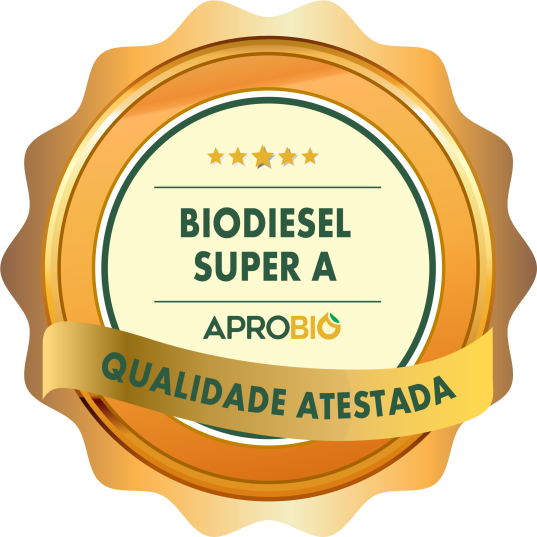 BIODIESEL
SUPER A
APROBIO
QUALIDADE ATESTADA